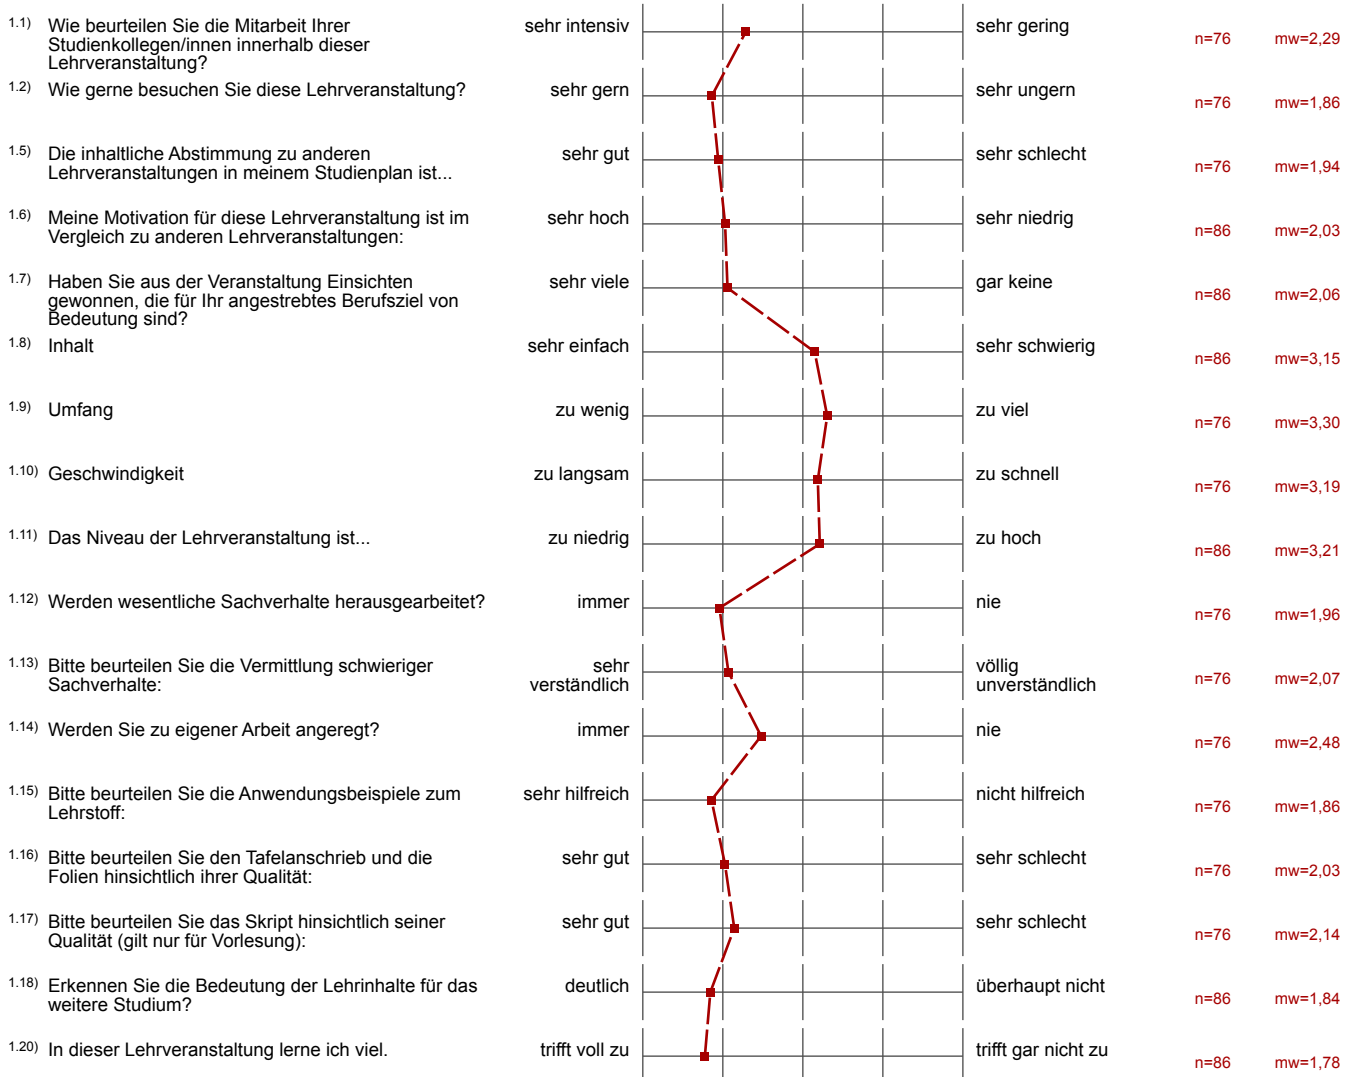 1.1) Wie beurteilen Sie die Mitarbeit Ihrer sehr intensiv sehr gering n=76 mw=2,29
Studienkollegen/innen innerhalb dieser
Lehrveranstaltung?
1.2) Wie gerne besuchen Sie diese Lehrveranstaltung? sehr gern sehr ungern n=76 mw=1,86
1.5) Die inhaltliche Abstimmung zu anderen sehr gut sehr schlecht n=76 mw=1,94
Lehrveranstaltungen in meinem Studienplan ist...
1.6) Meine Motivation für diese Lehrveranstaltung ist im sehr hoch sehr niedrig n=86 mw=2,03
Vergleich zu anderen Lehrveranstaltungen:
1.7) Haben Sie aus der Veranstaltung Einsichten sehr viele gar keine n=86 mw=2,06
gewonnen, die für Ihr angestrebtes Berufsziel von
Bedeutung sind?
1.8) Inhalt sehr einfach sehr schwierig n=86 mw=3,15
1.9) Umfang zu wenig zu viel n=76 mw=3,30
1.10) Geschwindigkeit zu langsam zu schnell n=76 mw=3,19
1.11) Das Niveau der Lehrveranstaltung ist... zu niedrig zu hoch n=86 mw=3,21
1.12) Werden wesentliche Sachverhalte herausgearbeitet? immer nie n=76 mw=1,96
1.13) Bitte beurteilen Sie die Vermittlung schwieriger sehr völlig
Sachverhalte: verständlich unverständlich n=76 mw=2,07
1.14) Werden Sie zu eigener Arbeit angeregt? immer nie n=76 mw=2,48
1.15) Bitte beurteilen Sie die Anwendungsbeispiele zum sehr hilfreich nicht hilfreich n=76 mw=1,86
Lehrstoff:
1.16) Bitte beurteilen Sie den Tafelanschrieb und die sehr gut sehr schlecht n=76 mw=2,03
Folien hinsichtlich ihrer Qualität:
1.17) Bitte beurteilen Sie das Skript hinsichtlich seiner sehr gut sehr schlecht n=76 mw=2,14
Qualität (gilt nur für Vorlesung):
1.18) Erkennen Sie die Bedeutung der Lehrinhalte für das deutlich überhaupt nicht n=86 mw=1,84
weitere Studium?
1.20) In dieser Lehrveranstaltung lerne ich viel. trifft voll zu trifft gar nicht zu n=86 mw=1,78